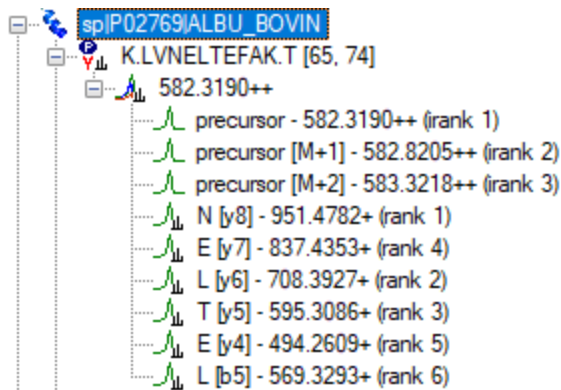 sp|P02769|ALBU_BOVIN
K.LVNELTEFAK.T [65, 74]
582.3190++
precursor - 582.3190++ (irank 1)
precursor [M+1] - 582.8205++ (irank 2)
precursor [M+2] - 583.3218++ (irank 3)
N [y8] - 951.4782+ (rank 1)
E [y7] - 837.4353+ (rank 4)
L [y6] - 708.3927+ (rank 2)
T [y5] - 595.3086+ (rank 3)
E [y4] - 494.2609+ (rank 5)
L [b5] - 569.3293+ (rank 6)